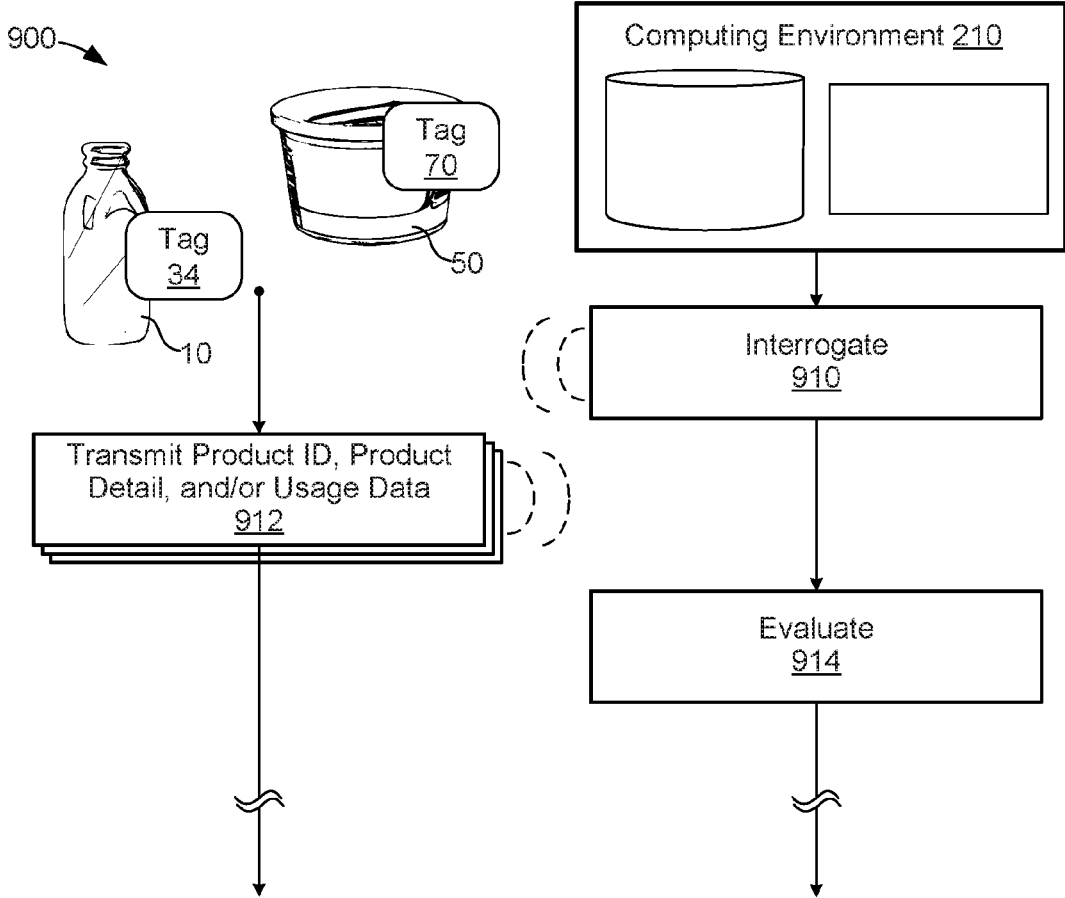 900
Computing Environment 210
Tag
70
Tag
34
50
10
Interrogate
910
Transmit Product ID, Product
Detail, and/or Usage Data
912
Evaluate
914